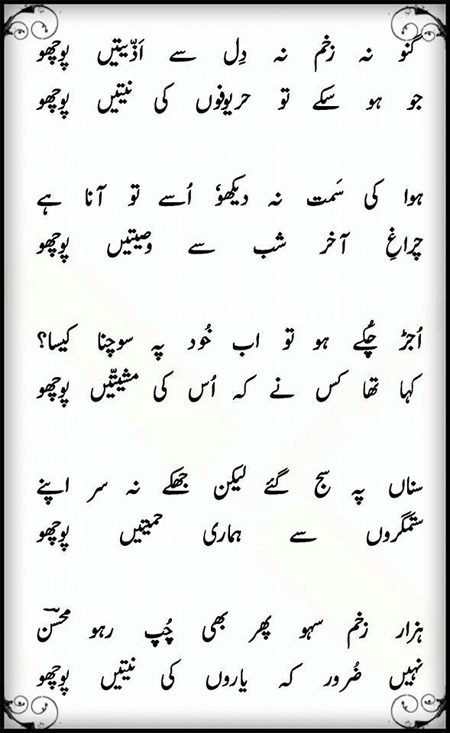 گنو نہ زخم نہ دِل سے اَذّیتیں پوچھو
جو ہو سکے تو حریوفوں کی نیتیں پوچھو
ہوا کی سَمت نہ دیکھو، اُسے تو آنا ہے
چراغِ آخر شب سے وصیتیں پوچھو
اُجڑ چُکے ہو تو اب خُود پہ سوچنا کیسا؟
کہا تھا کس نے کہ اُس کی مشیتّیں پوچھو
سناں پہ سج گئے لیکن جھکے نہ سر اپنے
ستمگروں سے ہماری حمیتیں پوچھو
ہزار زخم سہو پھر بھی چُپ رہو محسنؔ
نہیں ضُرور کہ یاروں کی نیتیں پوچھو